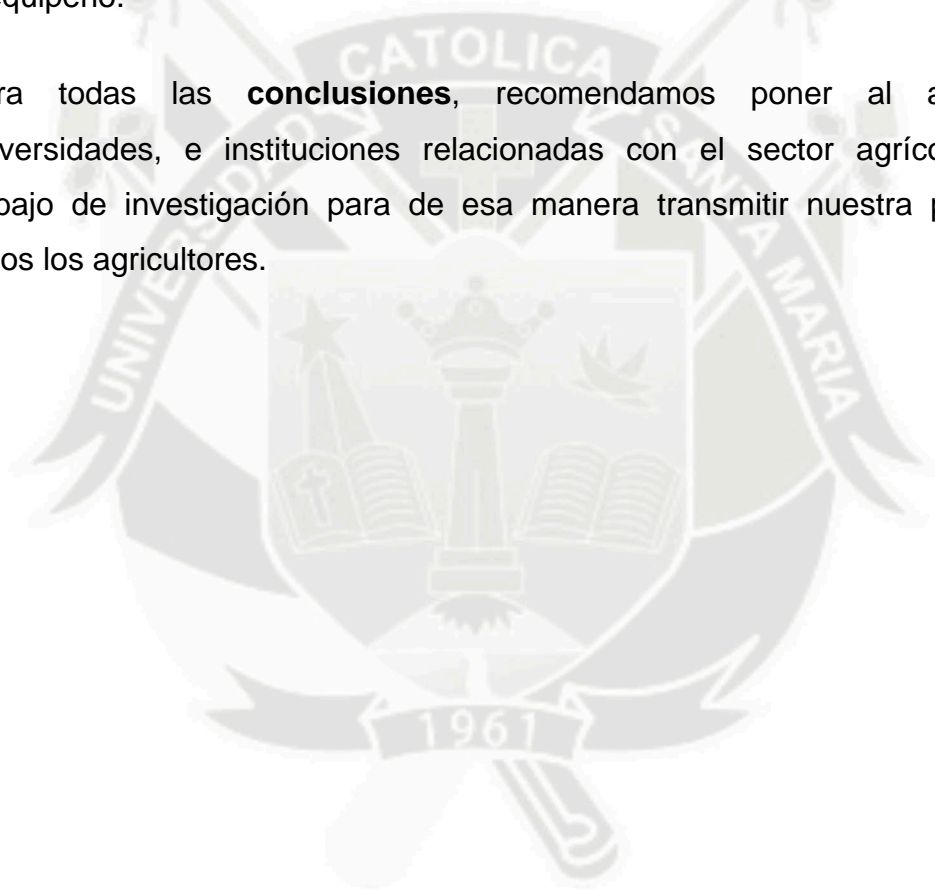 equipeño.
ra todas las conclusiones, recomendamos poner al a
versidades, e instituciones relacionadas con el sector agríco
bajo de investigación para de esa manera transmitir nuestra p
os los agricultores.
UNIVERSIDAD CATOLICA SANTA MARIA
1961